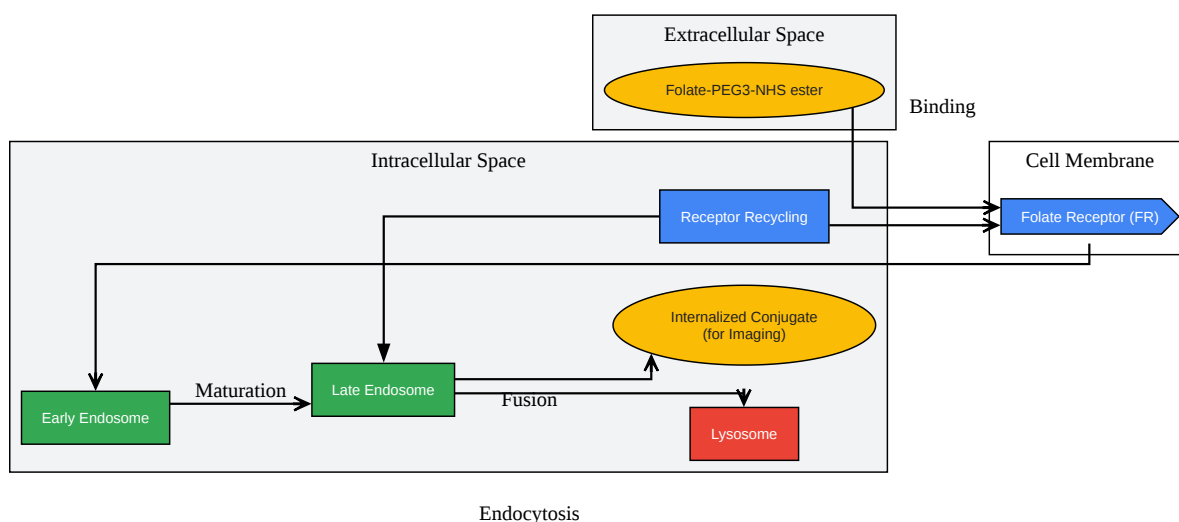 Extracellular Space
Folate-PEG3-NHS ester
Binding
Intracellular Space
Cell Membrane
Receptor Recycling
Folate Receptor (FR)
Internalized Conjugate
(for Imaging)
Maturation
Late Endosome
Fusion
Early Endosome
Lysosome
Endocytosis